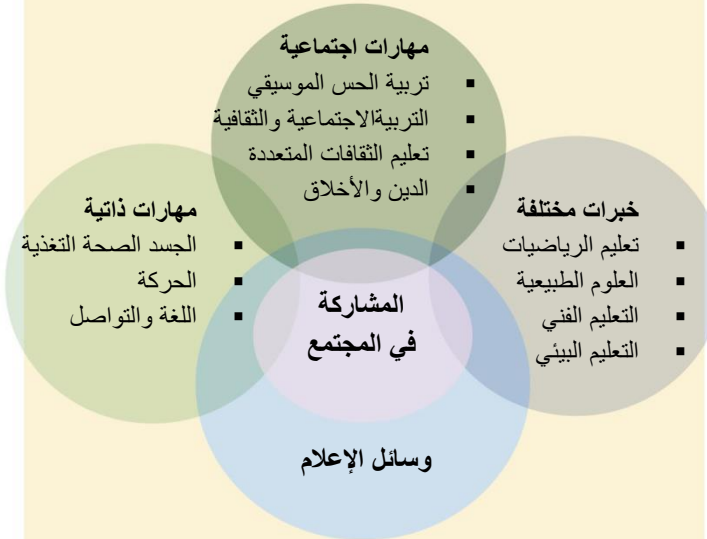 مهارات اجتماعية
▪ تربية الحس الموسيقي
▪ التربيةالاجتماعية والثقافية
▪ تعليم الثقافات المتعددة
▪ الدين والأخلاق
خبرات مختلفة
▪ تعليم الرياضيات
▪ العلوم الطبيعية
▪ التعليم الفني
▪ التعليم البيئي
مهارات ذاتية
▪ الجسد الصحة التغذية
▪ الحركة
▪ اللغة والتواصل
المشاركة
في المجتمع
وسائل الإعلام